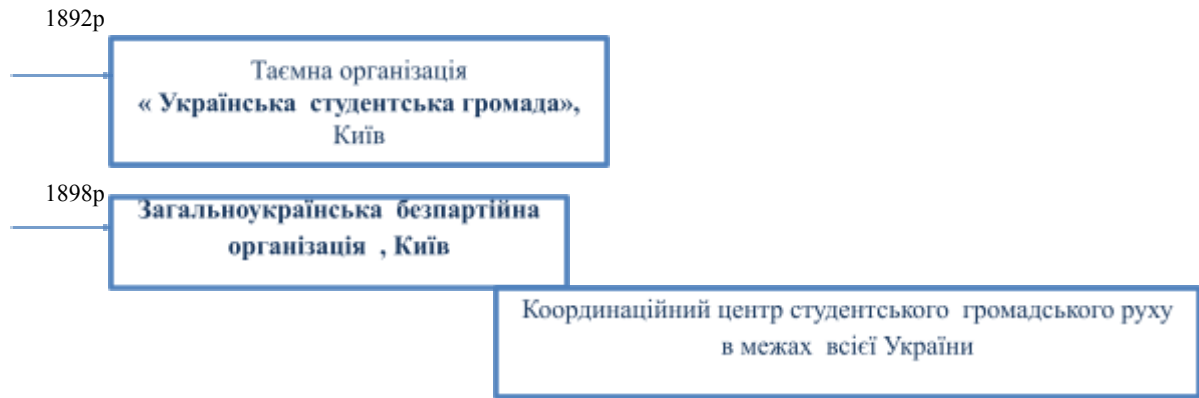 1892р
Таємна організація
« Українська студентська громада»,
Київ
1898р
Загальноукраїнська безпартійна
організація , Київ
Координаційний центр студентського громадського руху
в межах всієї України